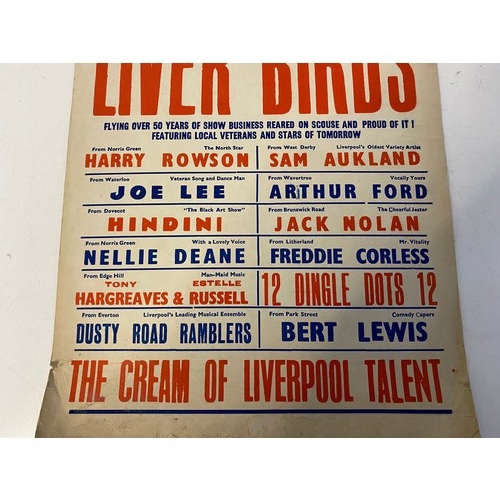 LIVER BIRDS
FLYING OVER 50 YEARS OF SHOW BUSINESS REARED ON SCOUSE AND PROUD OF IT !
FEATURING LOCAL VETERANS AND STARS OF TOMORROW
From Norris Green The North Star
HARRY ROWSON
From West Derby Liverpool's Oldest Variety Artist
SAM AUKLAND
From Waterloo Veteran Song and Dance Man
JOE LEE
From Wavertree Vocally Yours
ARTHUR FORD
From Dovecot "The Black Art Show"
HINDINI
From Brunswick Road The Cheerful Jester
JACK NOLAN
From Norris Green With a Lovely Voice
NELLIE DEANE
From Litherland Mr. Vitality
FREDDIE CORLESS
From Edge Hill Man-Maid Music
TONY ESTELLE
HARGREAVES & RUSSELL
12 DINGLE DOTS 12
From Everton Liverpool's Leading Musical Ensemble
DUSTY ROAD RAMBLERS
From Park Street Comedy Capers
BERT LEWIS
THE CREAM OF LIVERPOOL TALENT